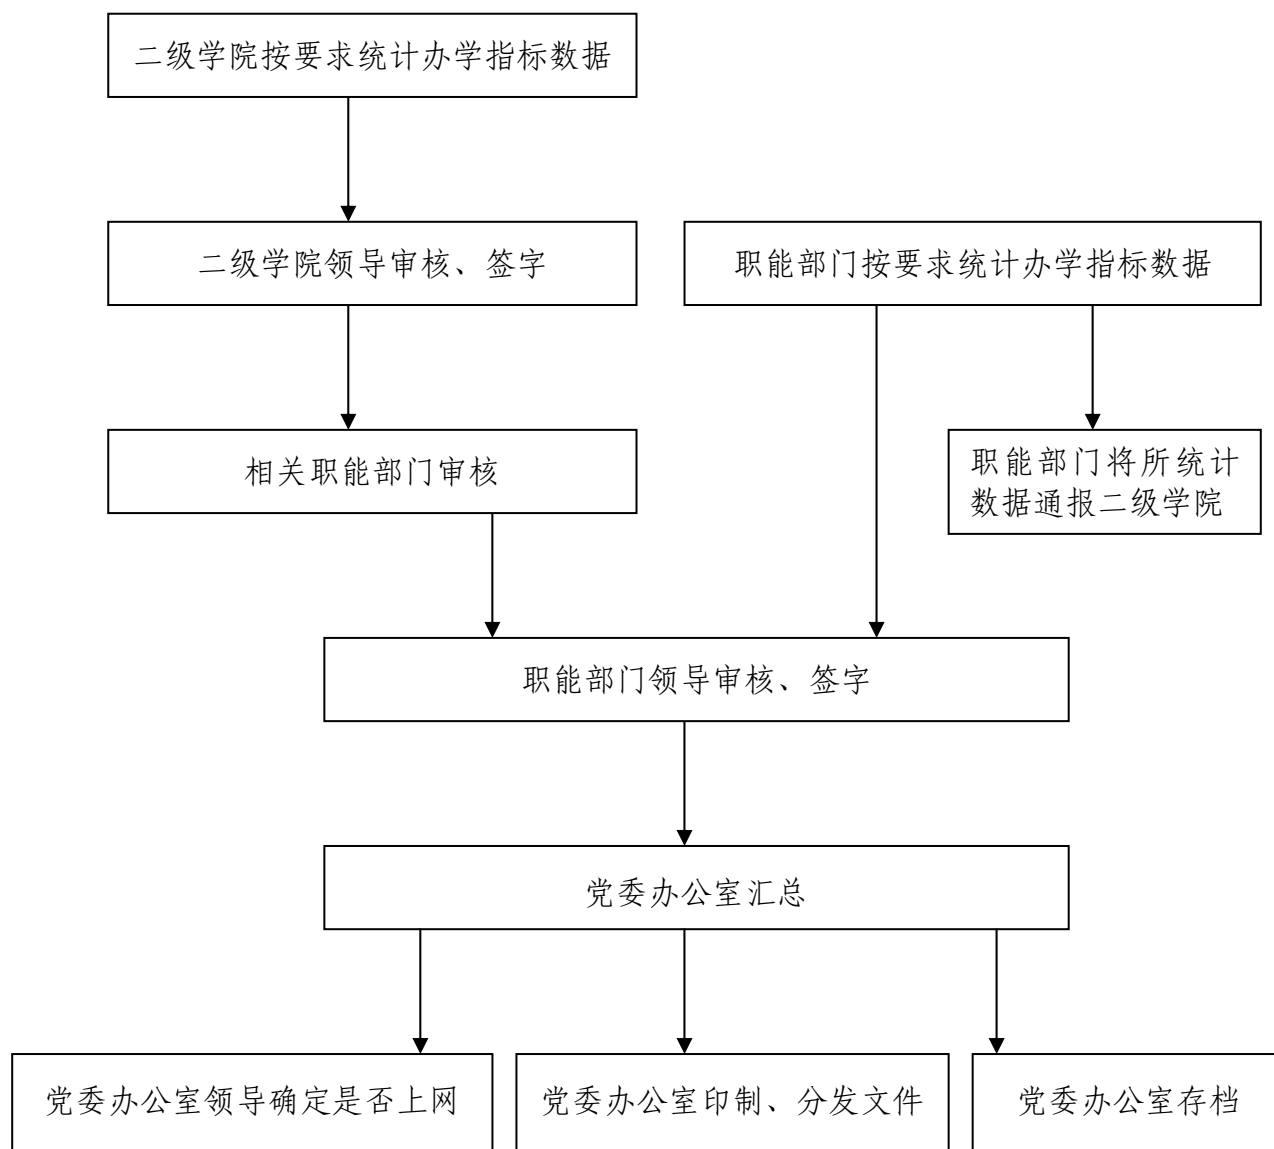 二级学院按要求统计办学指标数据
二级学院领导审核、签字
职能部门按要求统计办学指标数据
相关职能部门审核
职能部门将所统计
数据通报二级学院
职能部门领导审核、签字
党委办公室汇总
党委办公室领导确定是否上网
党委办公室印制、分发文件
党委办公室存档